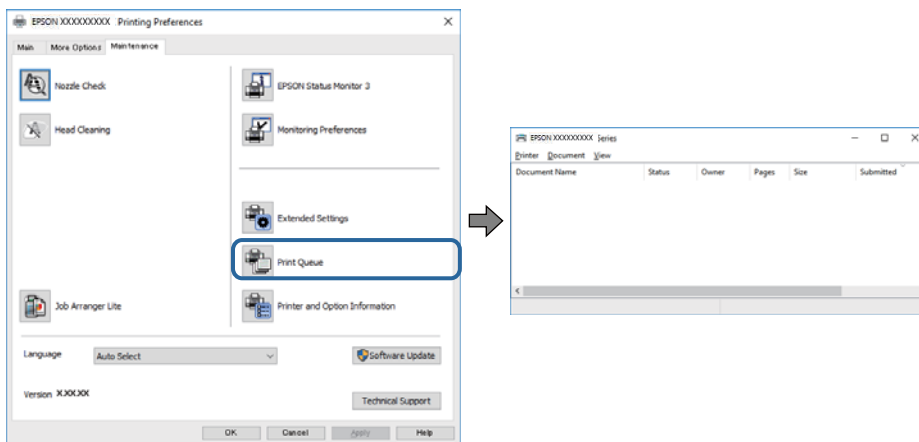 EPSON XXXXXXXXX Printing Preferences
Main More Options Maintenance
Nozzle Check
EPSON Status Monitor 3
Head Cleaning
Monitoring Preferences
Extended Settings
Print Queue
Job Arranger Lite
Printer and Option Information
Language Auto Select
Software Update
Version X.XX.XX
Technical Support
OK Cancel Apply Help
EPSON XXXXXXXXX Series
Printer Document View
Document Name Status Owner Pages Size Submitted